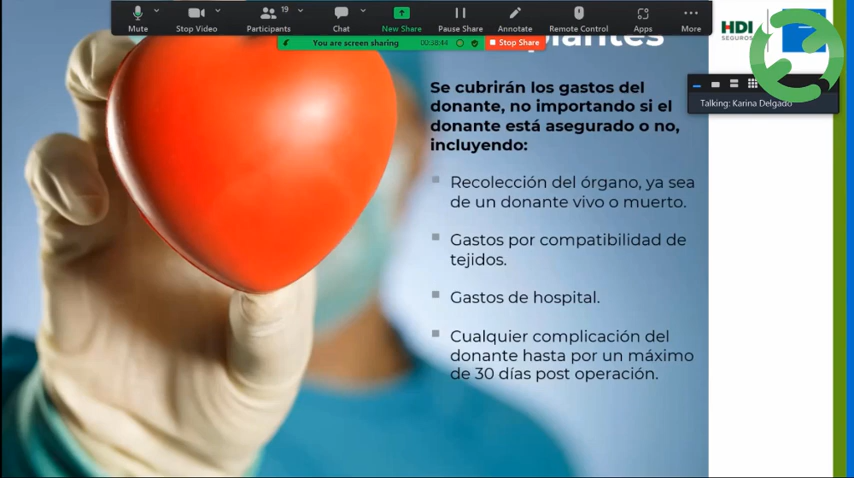 19
Mute
Stop Video
Participants
Chat
New Share
Pause Share
Annotate
Remote Control
Apps
More
You are screen sharing
00:38:44
Stop Share
HDI
SEGUROS
Talking: Karina Delgado
Se cubrirán los gastos del
donante, no importando si el
donante está asegurado o no,
incluyendo:
Recolección del órgano, ya sea
de un donante vivo o muerto.
Gastos por compatibilidad de
tejidos.
Gastos de hospital.
Cualquier complicación del
donante hasta por un máximo
de 30 días post operación.